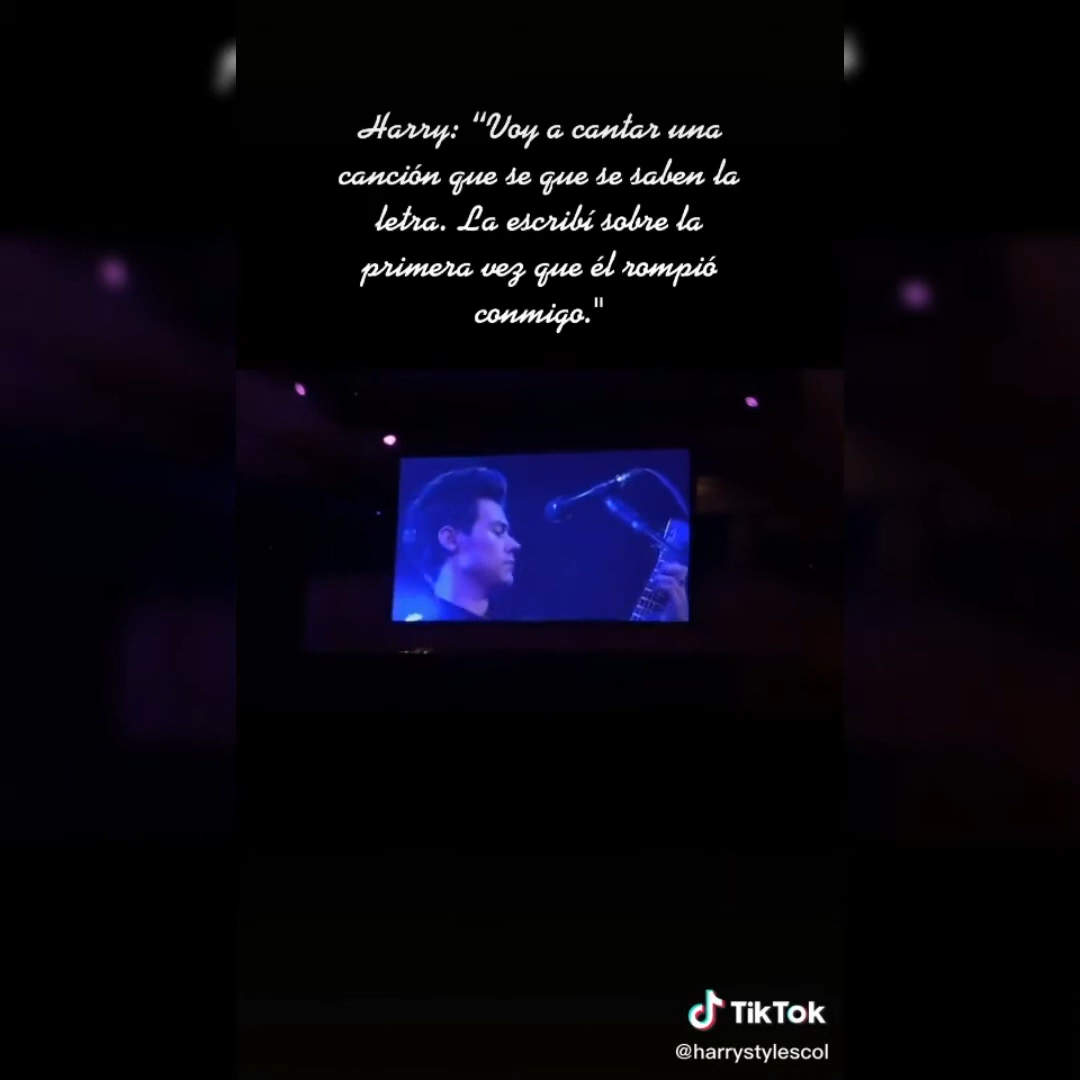 Harry: "Voy a cantar una
canción que se que se saben la
letra. La escribí sobre la
primera vez que él rompió
conmigo."
TikTok
@harrystylescol